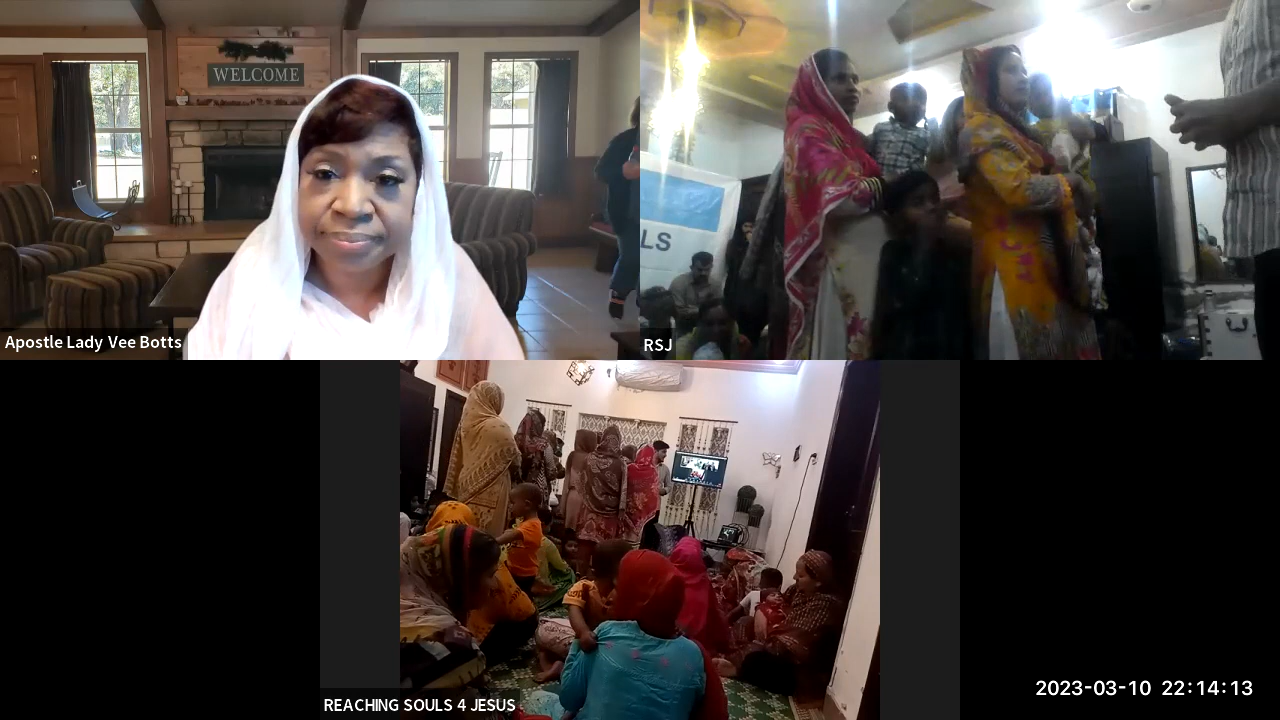 WELCOME
Apostle Lady Vee Botts
LS
RSJ
REACHING SOULS 4 JESUS
2023-03-10 22:14:13